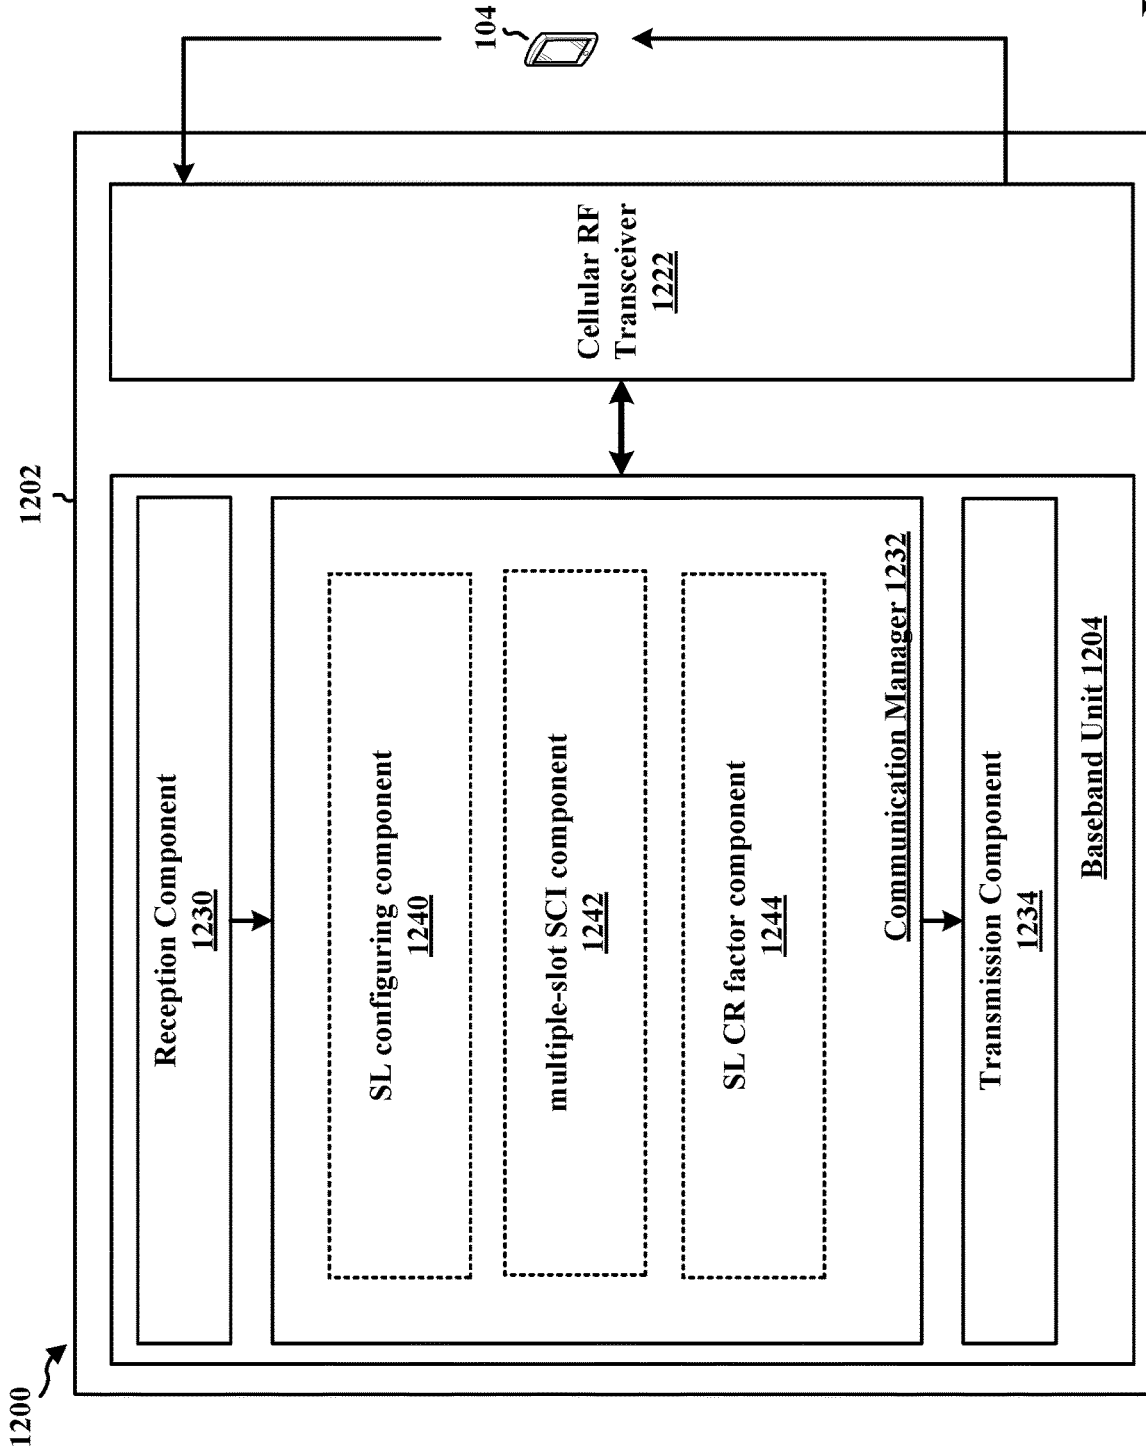 1200
1202
Reception Component
1230
SL configuring component
1240
multiple-slot SCI component
1242
SL CR factor component
1244
Communication Manager 1232
Transmission Component
1234
Baseband Unit 1204
Cellular RF
Transceiver
1222
104